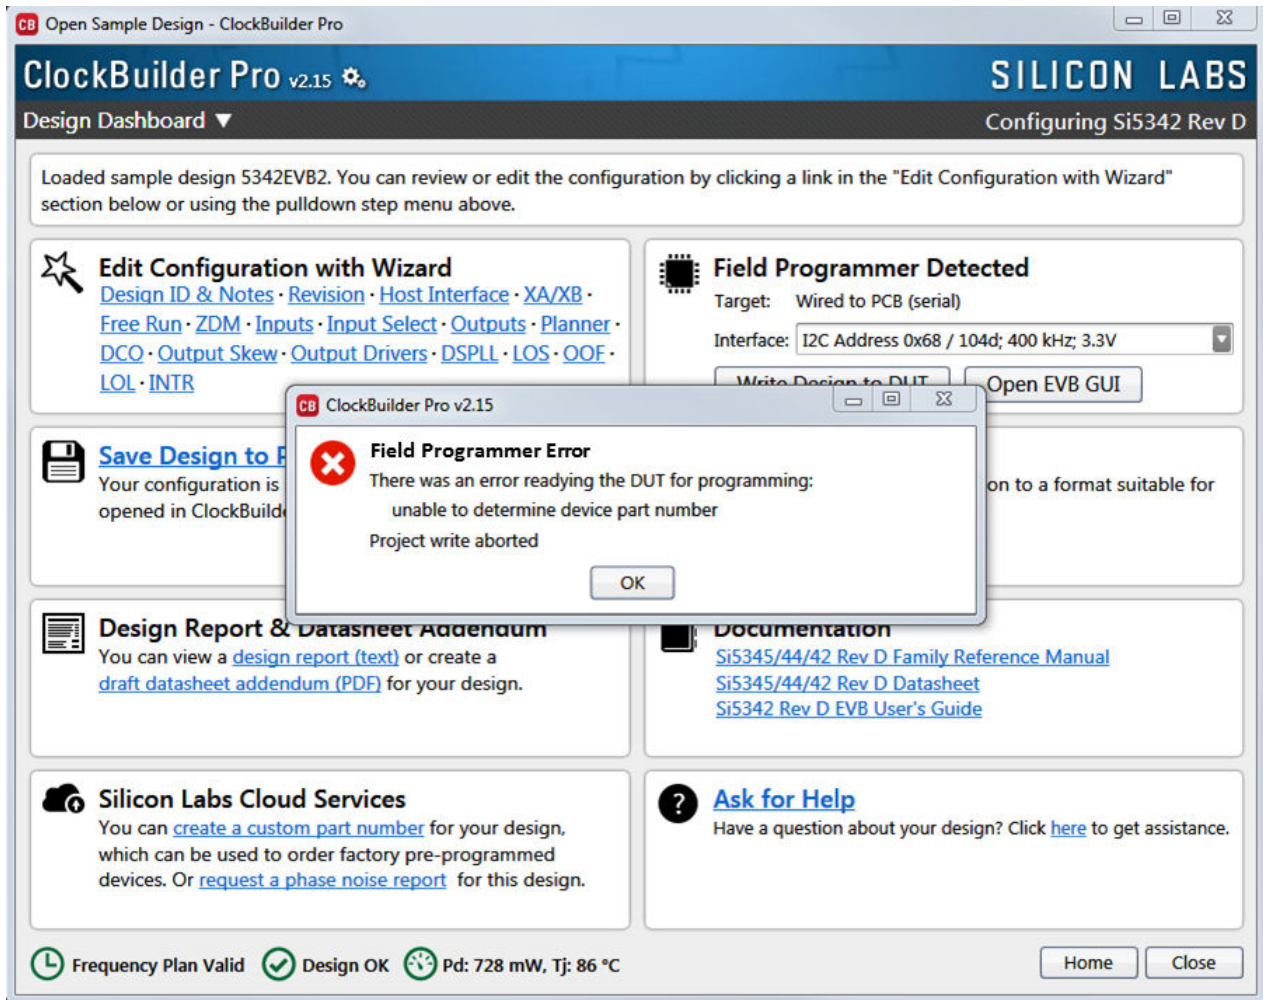 CB Open Sample Design - ClockBuilder Pro
ClockBuilder Pro v2.15
SILICON LABS
Design Dashboard ▼
Configuring Si5342 Rev D
Loaded sample design 5342EVB2. You can review or edit the configuration by clicking a link in the "Edit Configuration with Wizard"
section below or using the pulldown step menu above.
Edit Configuration with Wizard
Design ID & Notes · Revision · Host Interface · XA/XB ·
Free Run · ZDM · Inputs · Input Select · Outputs · Planner ·
DCO · Output Skew · Output Drivers · DSPLL · LOS · OOF ·
LOL · INTR
Field Programmer Detected
Target: Wired to PCB (serial)
Interface: I2C Address 0x68 / 104d; 400 kHz; 3.3V
Write Design to DUT
Open EVB GUI
CB ClockBuilder Pro v2.15
Field Programmer Error
There was an error readying the DUT for programming:
unable to determine device part number
Project write aborted
OK
Save Design to
Your configuration is
opened in ClockBuild
on to a format suitable for
Design Report & Datasheet Addendum
You can view a design report (text) or create a
draft datasheet addendum (PDF) for your design.
Documentation
Si5345/44/42 Rev D Family Reference Manual
Si5345/44/42 Rev D Datasheet
Si5342 Rev D EVB User's Guide
Silicon Labs Cloud Services
You can create a custom part number for your design,
which can be used to order factory pre-programmed
devices. Or request a phase noise report for this design.
? Ask for Help
Have a question about your design? Click here to get assistance.
Frequency Plan Valid
Design OK
Pd: 728 mW, Tj: 86 °C
Home
Close